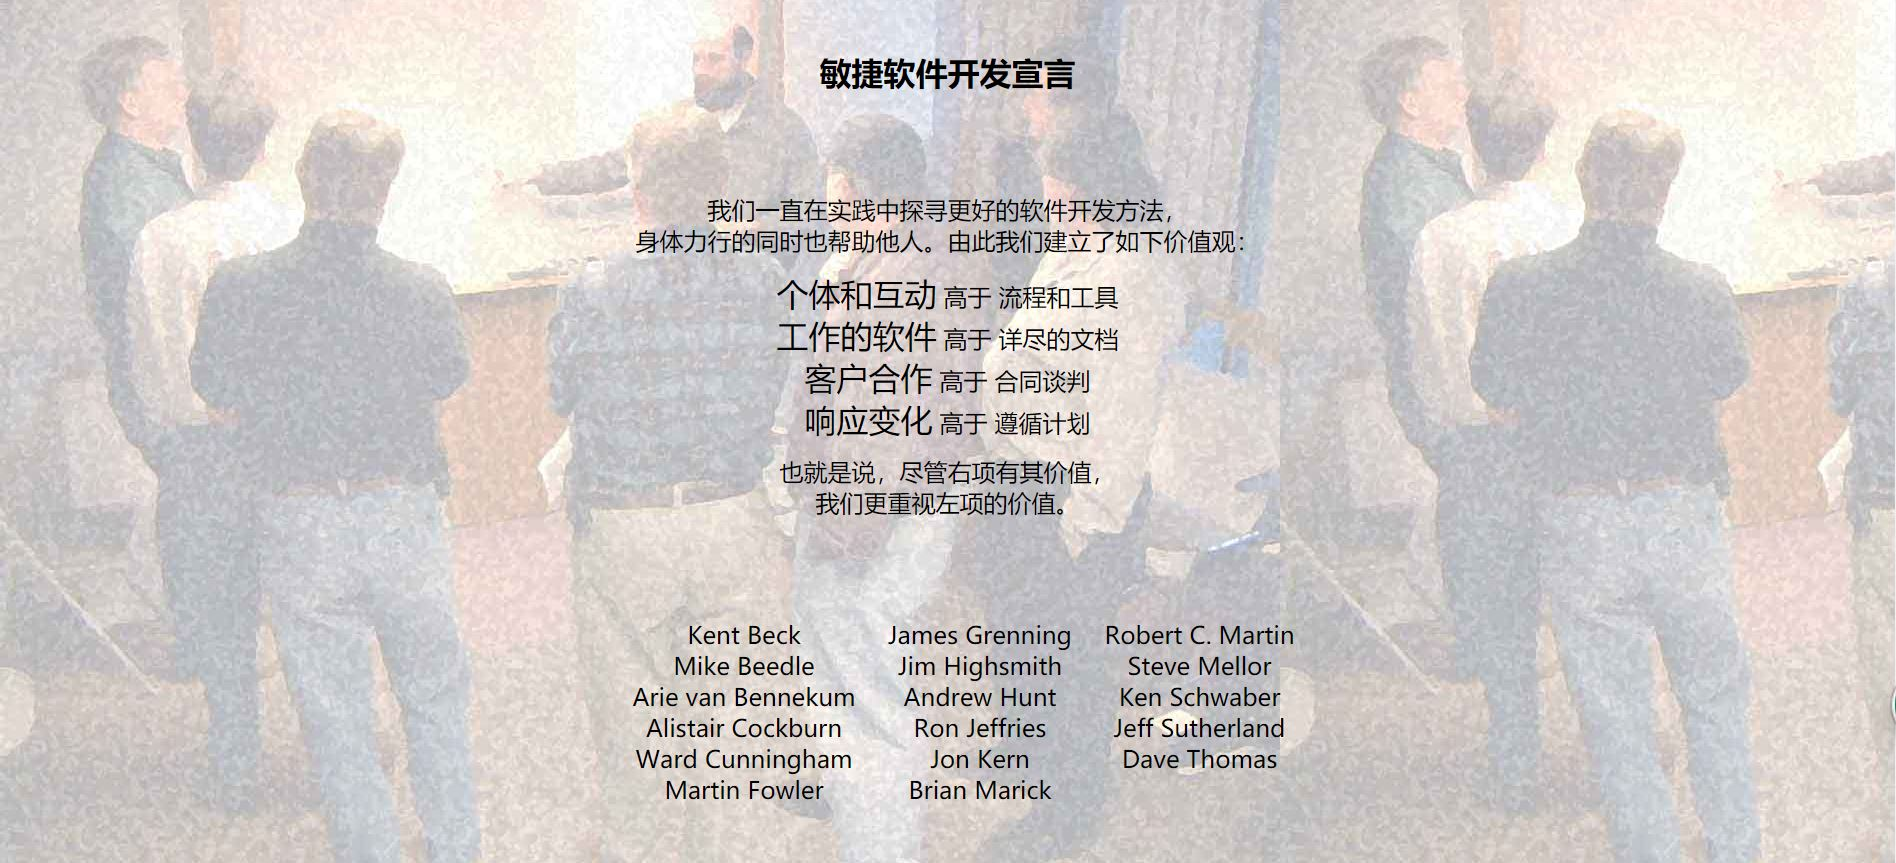 敏捷软件开发宣言
我们一直在实践中探寻更好的软件开发方法，
身体力行的同时也帮助他人。由此我们建立了如下价值观：
个体和互动 高于 流程和工具
工作的软件 高于 详尽的文档
客户合作 高于 合同谈判
响应变化 高于 遵循计划
也就是说，尽管右项有其价值，
我们更重视左项的价值。
Kent Beck
Mike Beedle
Arie van Bennekum
Alistair Cockburn
Ward Cunningham
Martin Fowler
James Grenning
Jim Highsmith
Andrew Hunt
Ron Jeffries
Jon Kern
Brian Marick
Robert C. Martin
Steve Mellor
Ken Schwaber
Jeff Sutherland
Dave Thomas